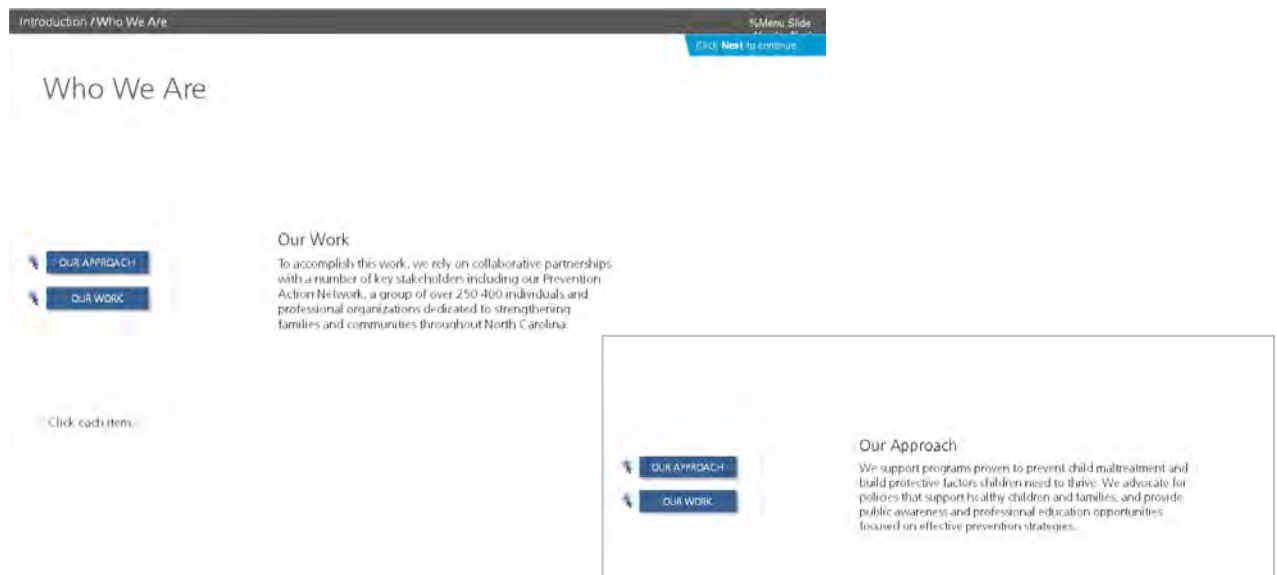 Introduction / Who We Are
%Menu. Slide
Click Next to continue
Who We Are
OUR APPROACH
OUR WORK
Our Work
To accomplish this work, we rely on collaborative partnerships
with a number of key stakeholders including our Prevention
Action Network, a group of over 250-400 individuals and
professional organizations dedicated to strengthening
families and communities throughout North Carolina.
Click each item.
OUR APPROACH
OUR WORK
Our Approach
We support programs proven to prevent child maltreatment and
build protective factors children need to thrive. We advocate for
policies that support healthy children and families, and provide
public awareness and professional education opportunities
focused on effective prevention strategies.